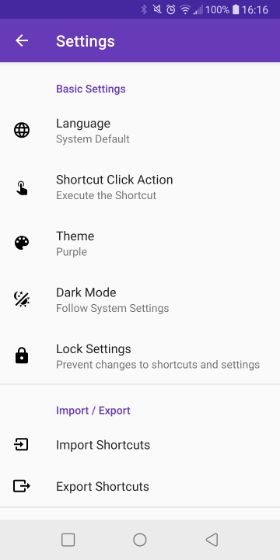 100% 16:16
Settings
Basic Settings
Language
System Default
Shortcut Click Action
Execute the Shortcut
Theme
Purple
Dark Mode
Follow System Settings
Lock Settings
Prevent changes to shortcuts and settings
Import / Export
Import Shortcuts
Export Shortcuts